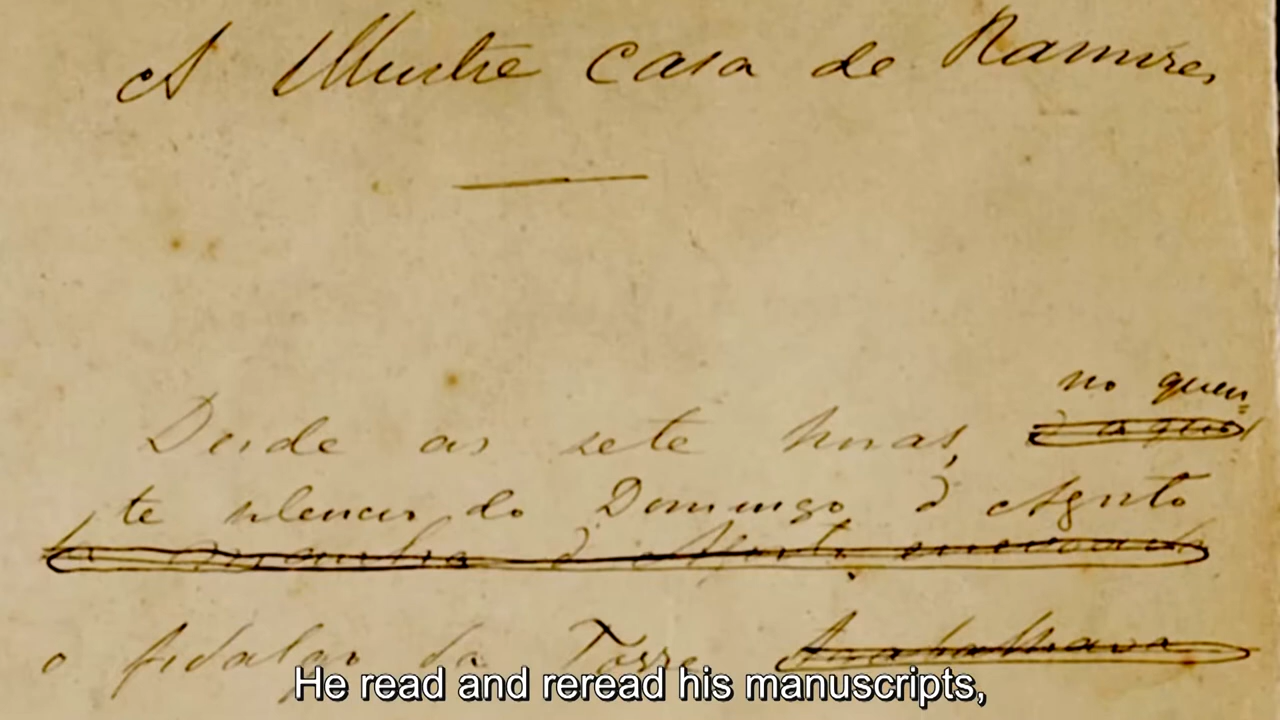 A Illustre Casa de Ramires
no quen=
Desde as sete horas,
te silencio do Domingo d'Agosto
o fidalgo da Torre trabalhava
He read and reread his manuscripts,